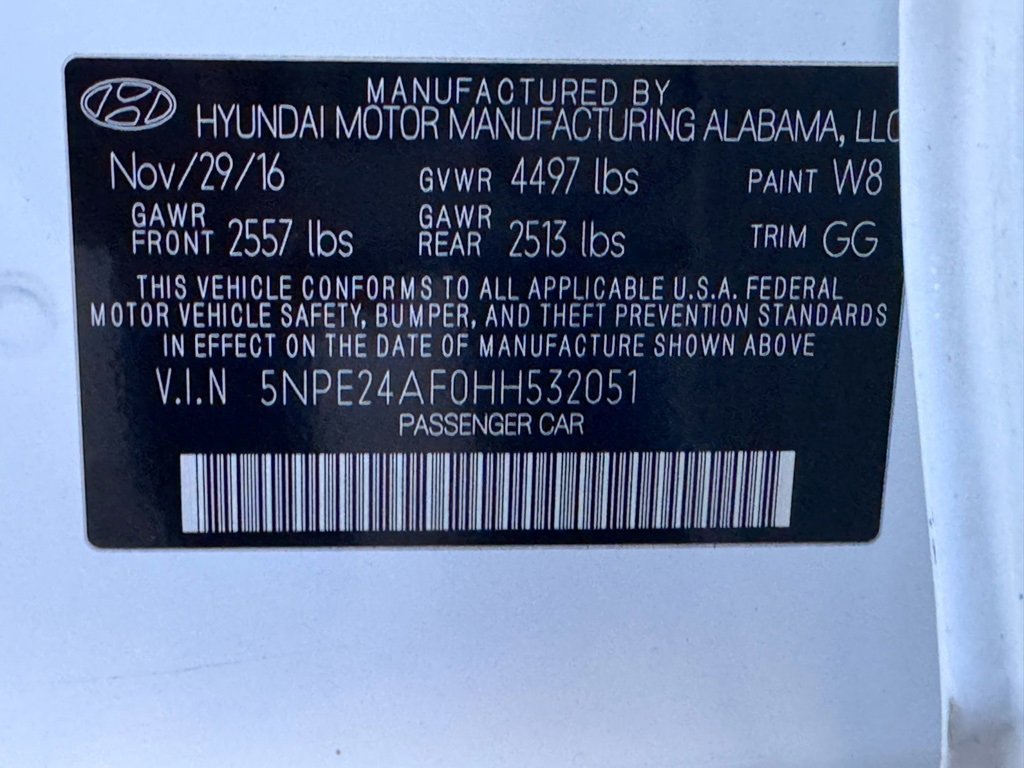 MANUFACTURED BY
HYUNDAI MOTOR MANUFACTURING ALABAMA, LLC
Nov/29/16 GVWR 4497 lbs PAINT W8
GAWR FRONT 2557 lbs GAWR REAR 2513 lbs TRIM GG
THIS VEHICLE CONFORMS TO ALL APPLICABLE U.S.A. FEDERAL
MOTOR VEHICLE SAFETY, BUMPER, AND THEFT PREVENTION STANDARDS
IN EFFECT ON THE DATE OF MANUFACTURE SHOWN ABOVE
V.I.N 5NPE24AF0HH532051
PASSENGER CAR